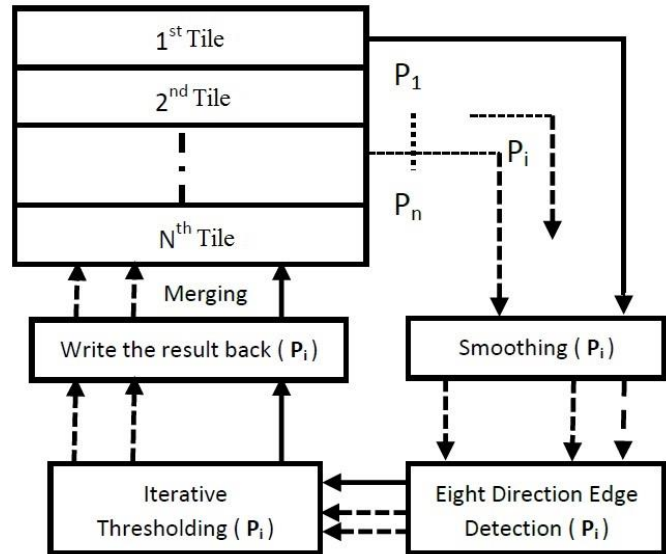 1st Tile
2nd Tile
Nth Tile
P1
Pi
Pn
Merging
Write the result back ( Pi )
Smoothing ( Pi )
Iterative
Thresholding ( Pi )
Eight Direction Edge
Detection ( Pi )